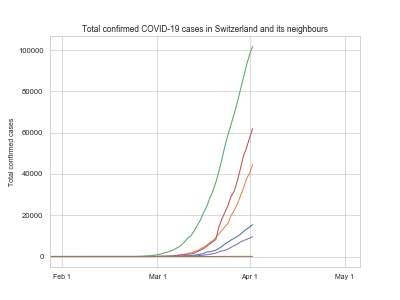 Total confirmed COVID-19 cases in Switzerland and its neighbours
100000
80000
60000
40000
20000
0
Total confirmed cases
Feb 1
Mar 1
Apr 1
May 1